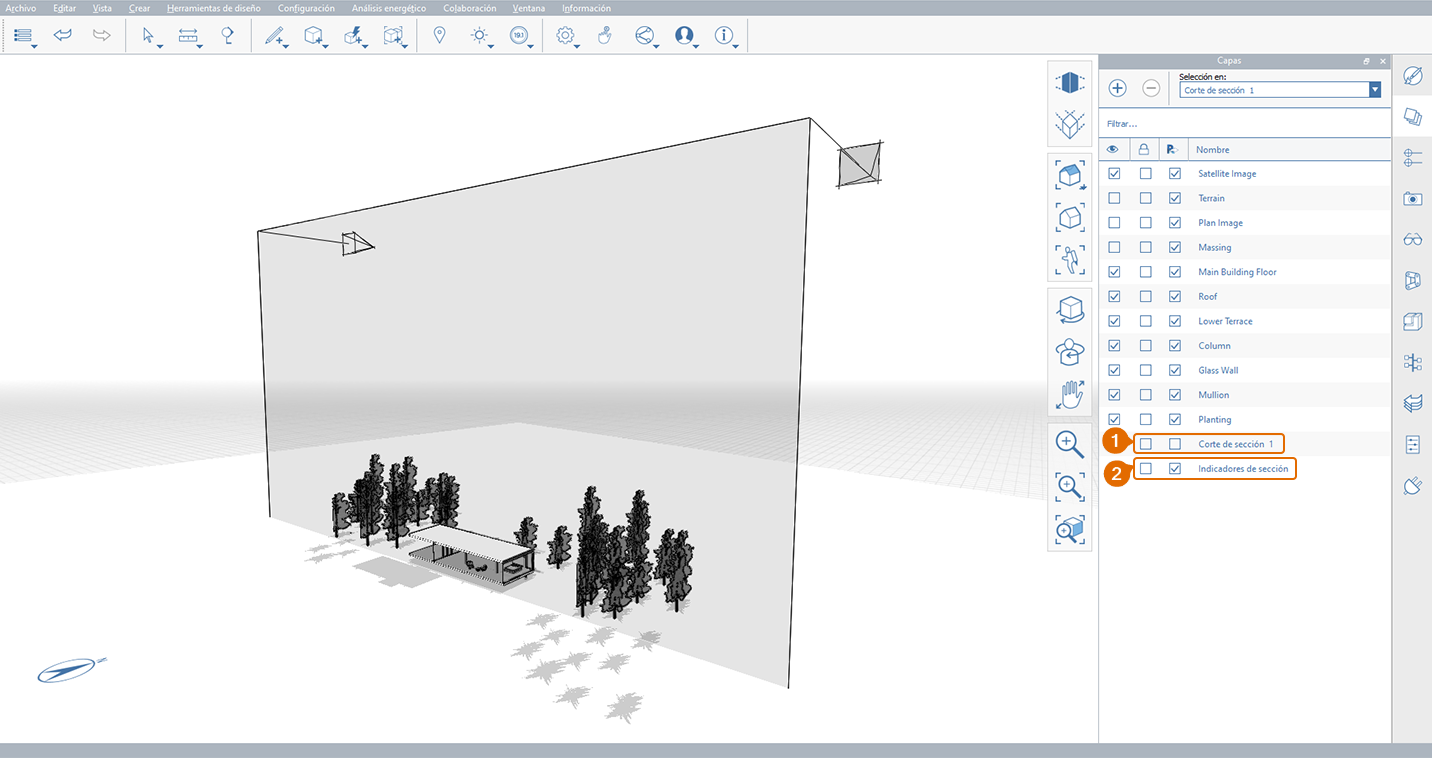 Archivo Editar Vista Crear Herramientas de diseño Configuración Análisis energético Colaboración Ventana Información
19.1
Capas
Selección en:
Corte de sección 1
Filtrar...
Nombre
Satellite Image
Terrain
Plan Image
Massing
Main Building Floor
Roof
Lower Terrace
Column
Glass Wall
Mullion
Planting
1 Corte de sección 1
2 Indicadores de sección